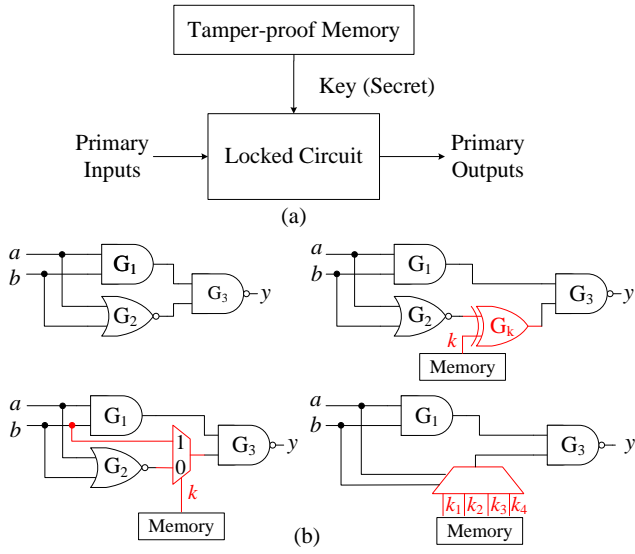 Tamper-proof Memory
Key (Secret)
Primary
Inputs
Locked Circuit
Primary
Outputs
(a)
a
b
G1
G2
G3
y
a
b
G1
G2
Gk
G3
y
k
Memory
a
b
G1
G2
1
0
G3
y
k
Memory
a
b
G1
G3
y
k1 k2 k3 k4
Memory
(b)